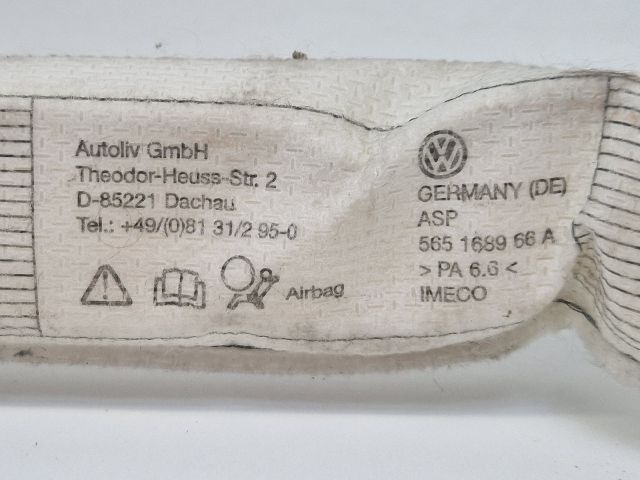 Autoliv GmbH
Theodor-Heuss-Str. 2
D-85221 Dachau
Tel.: +49/(0)81 31/2 95-0
Airbag
GERMANY (DE)
ASP
565 1689 66 A
> PA 6.6 <
IMECO